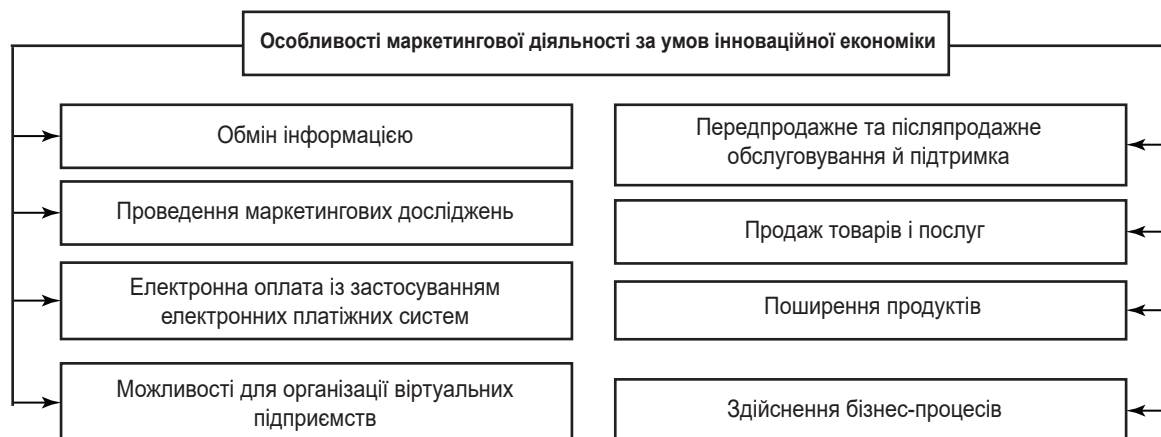 Особливості маркетингової діяльності за умов інноваційної економіки
Обмін інформацією
Проведення маркетингових досліджень
Електронна оплата із застосуванням
електронних платіжних систем
Можливості для організації віртуальних
підприємств
Передпродажне та післяпродажне
обслуговування й підтримка
Продаж товарів і послуг
Поширення продуктів
Здійснення бізнес-процесів